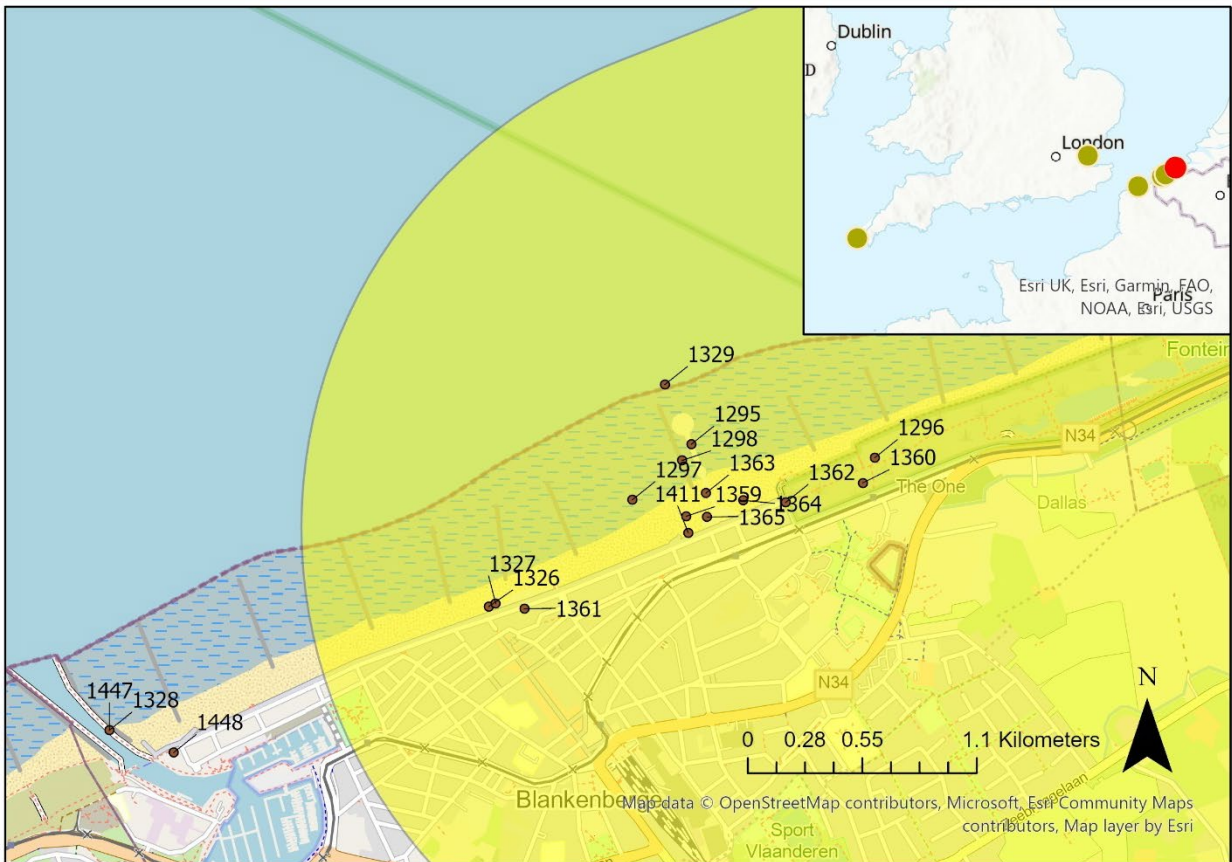 Dublin
D
London
Paris
Esri UK, Esri, Garmin, FAO,
NOAA, Esri, USGS
1329
Fontein
1295
1298
1296
N34
1297
1363
1362
1360
1411
1359
1364
The One
1365
Dallas
1327
1326
1361
N34
1447
1328
1448
N
0 0.28 0.55 1.1 Kilometers
Blankenberge
Map data © OpenStreetMap contributors, Microsoft, Esri Community Maps
contributors, Map layer by Esri
Sport
Vlaanderen